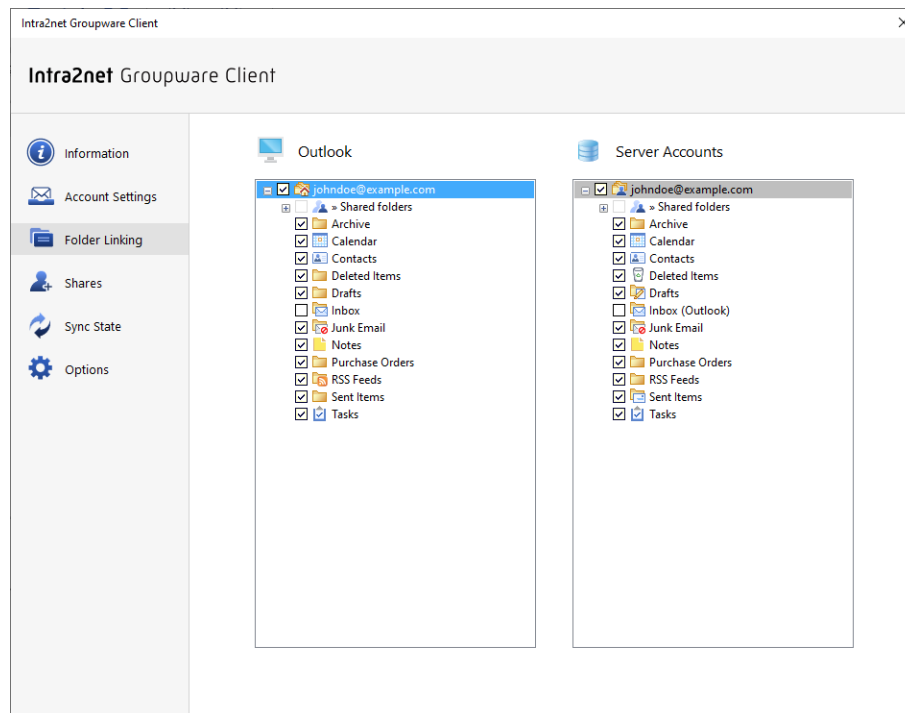 Intra2net Groupware Client
Intra2net Groupware Client
Information
Account Settings
Folder Linking
Shares
Sync State
Options
Outlook
johndoe@example.com
» Shared folders
Archive
Calendar
Contacts
Deleted Items
Drafts
Inbox
Junk Email
Notes
Purchase Orders
RSS Feeds
Sent Items
Tasks
Server Accounts
johndoe@example.com
» Shared folders
Archive
Calendar
Contacts
Deleted Items
Drafts
Inbox (Outlook)
Junk Email
Notes
Purchase Orders
RSS Feeds
Sent Items
Tasks